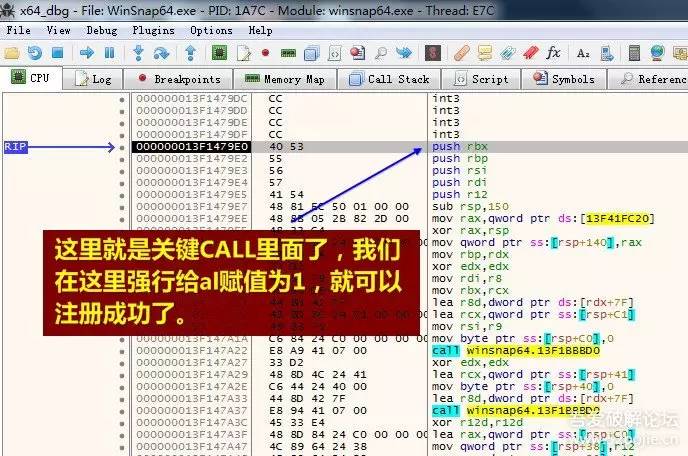 x64_dbg - File: WinSnap64.exe - PID: 1A7C - Module: winsnap64.exe - Thread: E7C
File View Debug Plugins Options Help
CPU Log Breakpoints Memory Map Call Stack Script Symbols Referenc
000000013F1479DC CC int3
000000013F1479DD CC int3
000000013F1479DE CC int3
000000013F1479DF CC int3
RIP 000000013F1479E0 40 53 push rbx
000000013F1479E2 55 push rbp
000000013F1479E3 56 push rsi
000000013F1479E4 57 push rdi
000000013F1479E5 41 54 push r12
000000013F1479E7 48 81 EC 50 01 00 00 sub rsp,150
000000013F1479EE 48 8B 05 2B 82 2D 00 mov rax,qword ptr ds:[13F41FC20]
xor rax,rsp
mov qword ptr ss:[rsp+140],rax
mov rbp,rdx
xor edx,edx
mov rdi,r8
mov rbx,rcx
lea r8d,dword ptr ds:[rdx+7F]
lea rcx,qword ptr ss:[rsp+C1]
mov rsi,r9
这里就是关键CALL里面了，我们
在这里强行给al赋值为1，就可以
注册成功了。
C6 84 24 C0 00 00 00 mov byte ptr ss:[rsp+C0],0
000000013F147A22 E8 A9 41 07 00 call winsnap64.13F1BBBD0
000000013F147A27 33 D2 xor edx,edx
000000013F147A29 48 8D 4C 24 41 lea rcx,qword ptr ss:[rsp+41]
000000013F147A2E C6 44 24 40 00 mov byte ptr ss:[rsp+40],0
000000013F147A33 44 8D 42 7F lea r8d,dword ptr ds:[rdx+7F]
000000013F147A37 E8 94 41 07 00 call winsnap64.13F1BBBD0
000000013F147A3C 45 33 E4 xor r12d,r12d
000000013F147A3F 48 8D 84 24 C0 00 00 00 lea rax,qword ptr ss:[rsp+C0]
000000013F147A47 4C 89 64 24 38 mov qword ptr ss:[rsp+38],r12
吾爱破解论坛